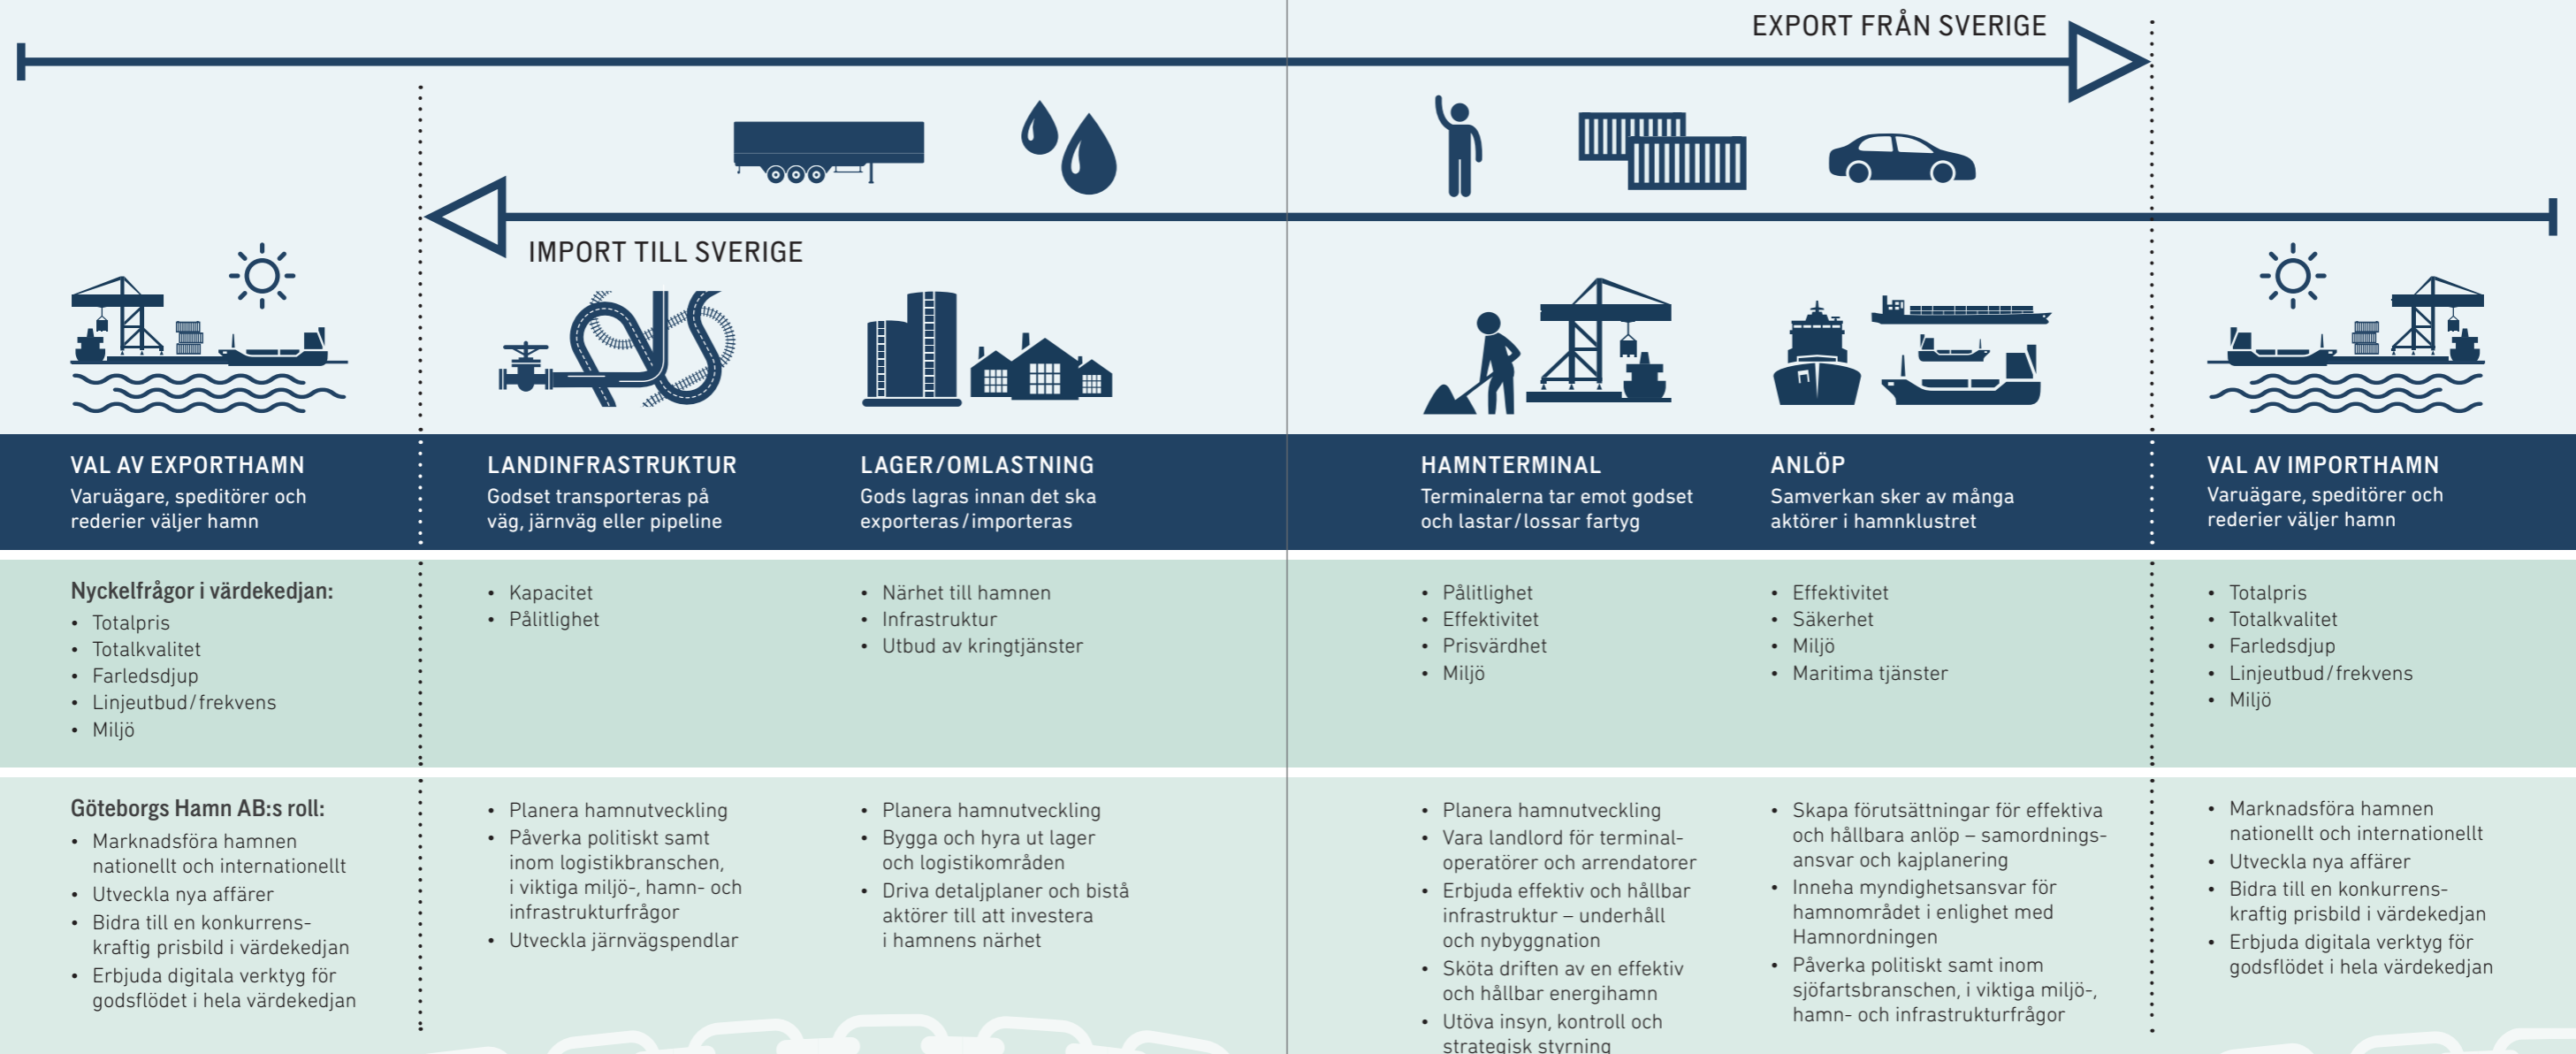 EXPORT FRÅN SVERIGE
IMPORT TILL SVERIGE
VAL AV EXPORTHAMN
Varuägare, speditörer och
rederier väljer hamn
LANDINFRASTRUKTUR
Godset transporteras på
väg, järnväg eller pipeline
LAGER/OMLASTNING
Gods lagras innan det ska
exporteras/importeras
HAMNTERMINAL
Terminalerna tar emot godset
och lastar/lossar fartyg
ANLÖP
Samverkan sker av många
aktörer i hamnklustret
VAL AV IMPORTHAMN
Varuägare, speditörer och
rederier väljer hamn
Nyckelfrågor i värdekedjan:
• Totalpris
• Totalkvalitet
• Farledsdjup
• Linjeutbud/frekvens
• Miljö
• Kapacitet
• Pålitlighet
• Närhet till hamnen
• Infrastruktur
• Utbud av kringtjänster
• Pålitlighet
• Effektivitet
• Prisvärdhet
• Miljö
• Effektivitet
• Säkerhet
• Miljö
• Maritima tjänster
• Totalpris
• Totalkvalitet
• Farledsdjup
• Linjeutbud/frekvens
• Miljö
Göteborgs Hamn AB:s roll:
• Marknadsföra hamnen
nationellt och internationellt
• Utveckla nya affärer
• Bidra till en konkurrens-
kraftig prisbild i värdekedjan
• Erbjuda digitala verktyg för
godsflödet i hela värdekedjan
• Planera hamnutveckling
• Påverka politiskt samt
inom logistikbranschen,
i viktiga miljö-, hamn- och
infrastrukturfrågor
• Utveckla järnvägspendlar
• Planera hamnutveckling
• Bygga och hyra ut lager
och logistikområden
• Driva detaljplaner och bistå
aktörer till att investera
i hamnens närhet
• Planera hamnutveckling
• Vara landlord för terminal-
operatörer och arrendatorer
• Erbjuda effektiv och hållbar
infrastruktur – underhåll
och nybyggnation
• Sköta driften av en effektiv
och hållbar energihamn
• Utöva insyn, kontroll och
strategisk styrning
• Skapa förutsättningar för effektiva
och hållbara anlöp – samordnings-
ansvar och kajplanering
• Inneha myndighetsansvar för
hamnområdet i enlighet med
Hamnordningen
• Påverka politiskt samt inom
sjöfartsbranschen, i viktiga miljö-,
hamn- och infrastrukturfrågor
• Marknadsföra hamnen
nationellt och internationellt
• Utveckla nya affärer
• Bidra till en konkurrens-
kraftig prisbild i värdekedjan
• Erbjuda digitala verktyg för
godsflödet i hela värdekedjan